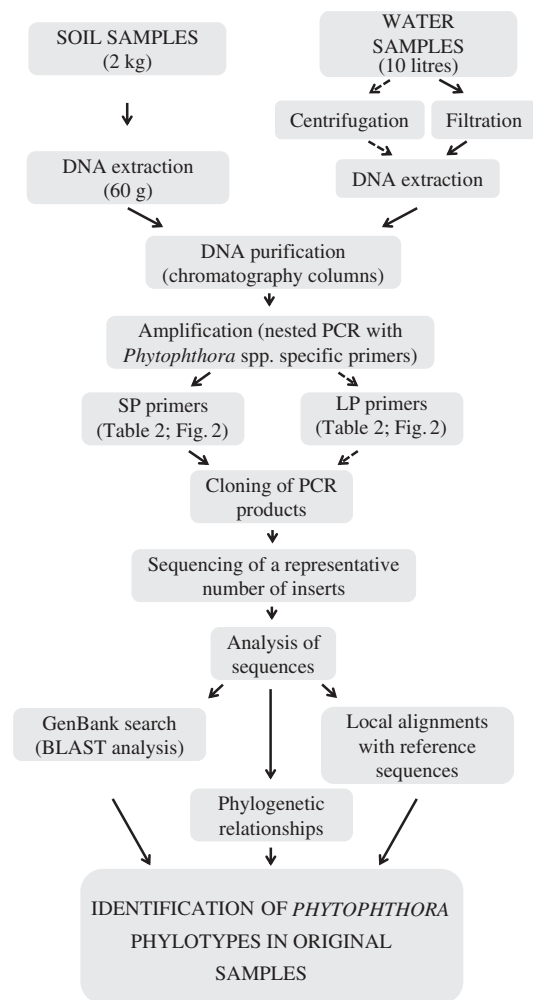 SOIL SAMPLES
(2 kg)
WATER
SAMPLES
(10 litres)
Centrifugation
Filtration
DNA extraction
(60 g)
DNA extraction
DNA purification
(chromatography columns)
Amplification (nested PCR with
Phytophthora spp. specific primers)
SP primers
(Table 2; Fig. 2)
LP primers
(Table 2; Fig. 2)
Cloning of PCR
products
Sequencing of a representative
number of inserts
Analysis of
sequences
GenBank search
(BLAST analysis)
Local alignments
with reference
sequences
Phylogenetic
relationships
IDENTIFICATION OF PHYTOPHTHORA
PHYLOTYPES IN ORIGINAL
SAMPLES